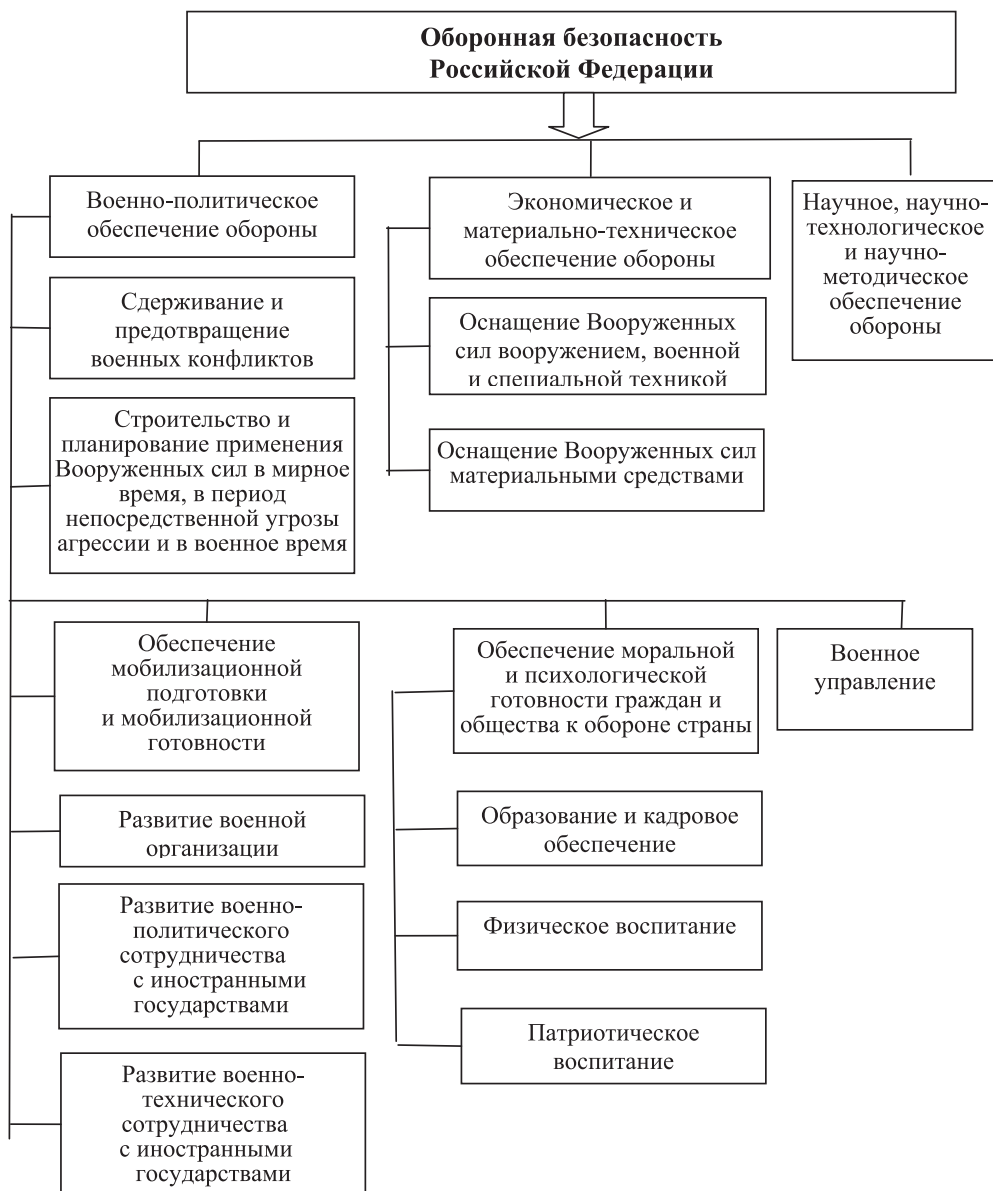 Оборонная безопасность
Российской Федерации
Военно-политическое
обеспечение обороны
Экономическое и
материально-техническое
обеспечение обороны
Научное, научно-
технологическое
и научно-
методическое
обеспечение
обороны
Сдерживание и
предотвращение
военных конфликтов
Оснащение Вооруженных
сил вооружением, военной
и специальной техникой
Строительство и
планирование применения
Вооруженных сил в мирное
время, в период
непосредственной угрозы
агрессии и в военное время
Оснащение Вооруженных сил
материальными средствами
Обеспечение
мобилизационной
подготовки
и мобилизационной
готовности
Обеспечение моральной
и психологической
готовности граждан и
общества к обороне страны
Военное
управление
Развитие военной
организации
Образование и кадровое
обеспечение
Развитие военно-
политического
сотрудничества
с иностранными
государствами
Физическое воспитание
Патриотическое
воспитание
Развитие военно-
технического
сотрудничества
с иностранными
государствами